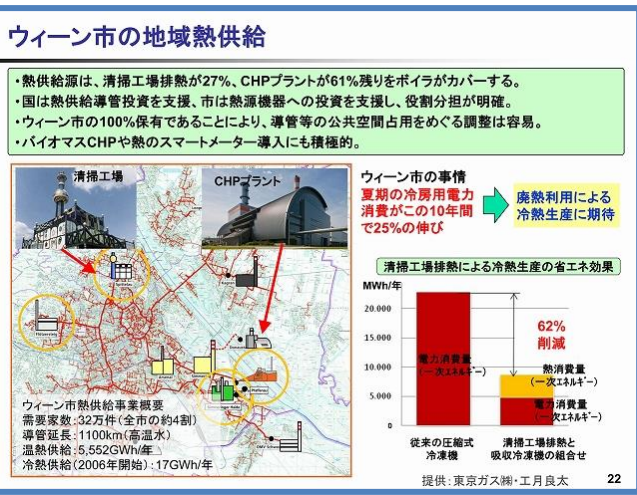 ウィーン市の地域熱供給
・熱供給源は、清掃工場排熱が27%、CHPプラントが61%残りをボイラがカバーする。
・国は熱供給導管投資を支援、市は熱源機器への投資を支援し、役割分担が明確。
・ウィーン市の100%保有であることにより、導管等の公共空間占用をめぐる調整は容易。
・バイオマスCHPや熱のスマートメーター導入にも積極的。
清掃工場
CHPプラント
ウィーン市の事情
夏期の冷房用電力
消費がこの10年間
で25%の伸び
廃熱利用による
冷熱生産に期待
清掃工場排熱による冷熱生産の省エネ効果
MWh/年
20.000
15.000
10.000
5.000
0
62%
削減
電力消費量
(一次エネルギー)
熱消費量
(一次エネルギー)
電力消費量
(一次エネルギー)
従来の圧縮式
冷凍機
清掃工場排熱と
吸収冷凍機の組合せ
ウィーン市熱供給事業概要
需要家数:32万件(全市の約4割)
導管延長:1100km(高温水)
温熱供給:5,552GWh/年
冷熱供給(2006年開始):17GWh/年
提供:東京ガス㈱・工月良太
22